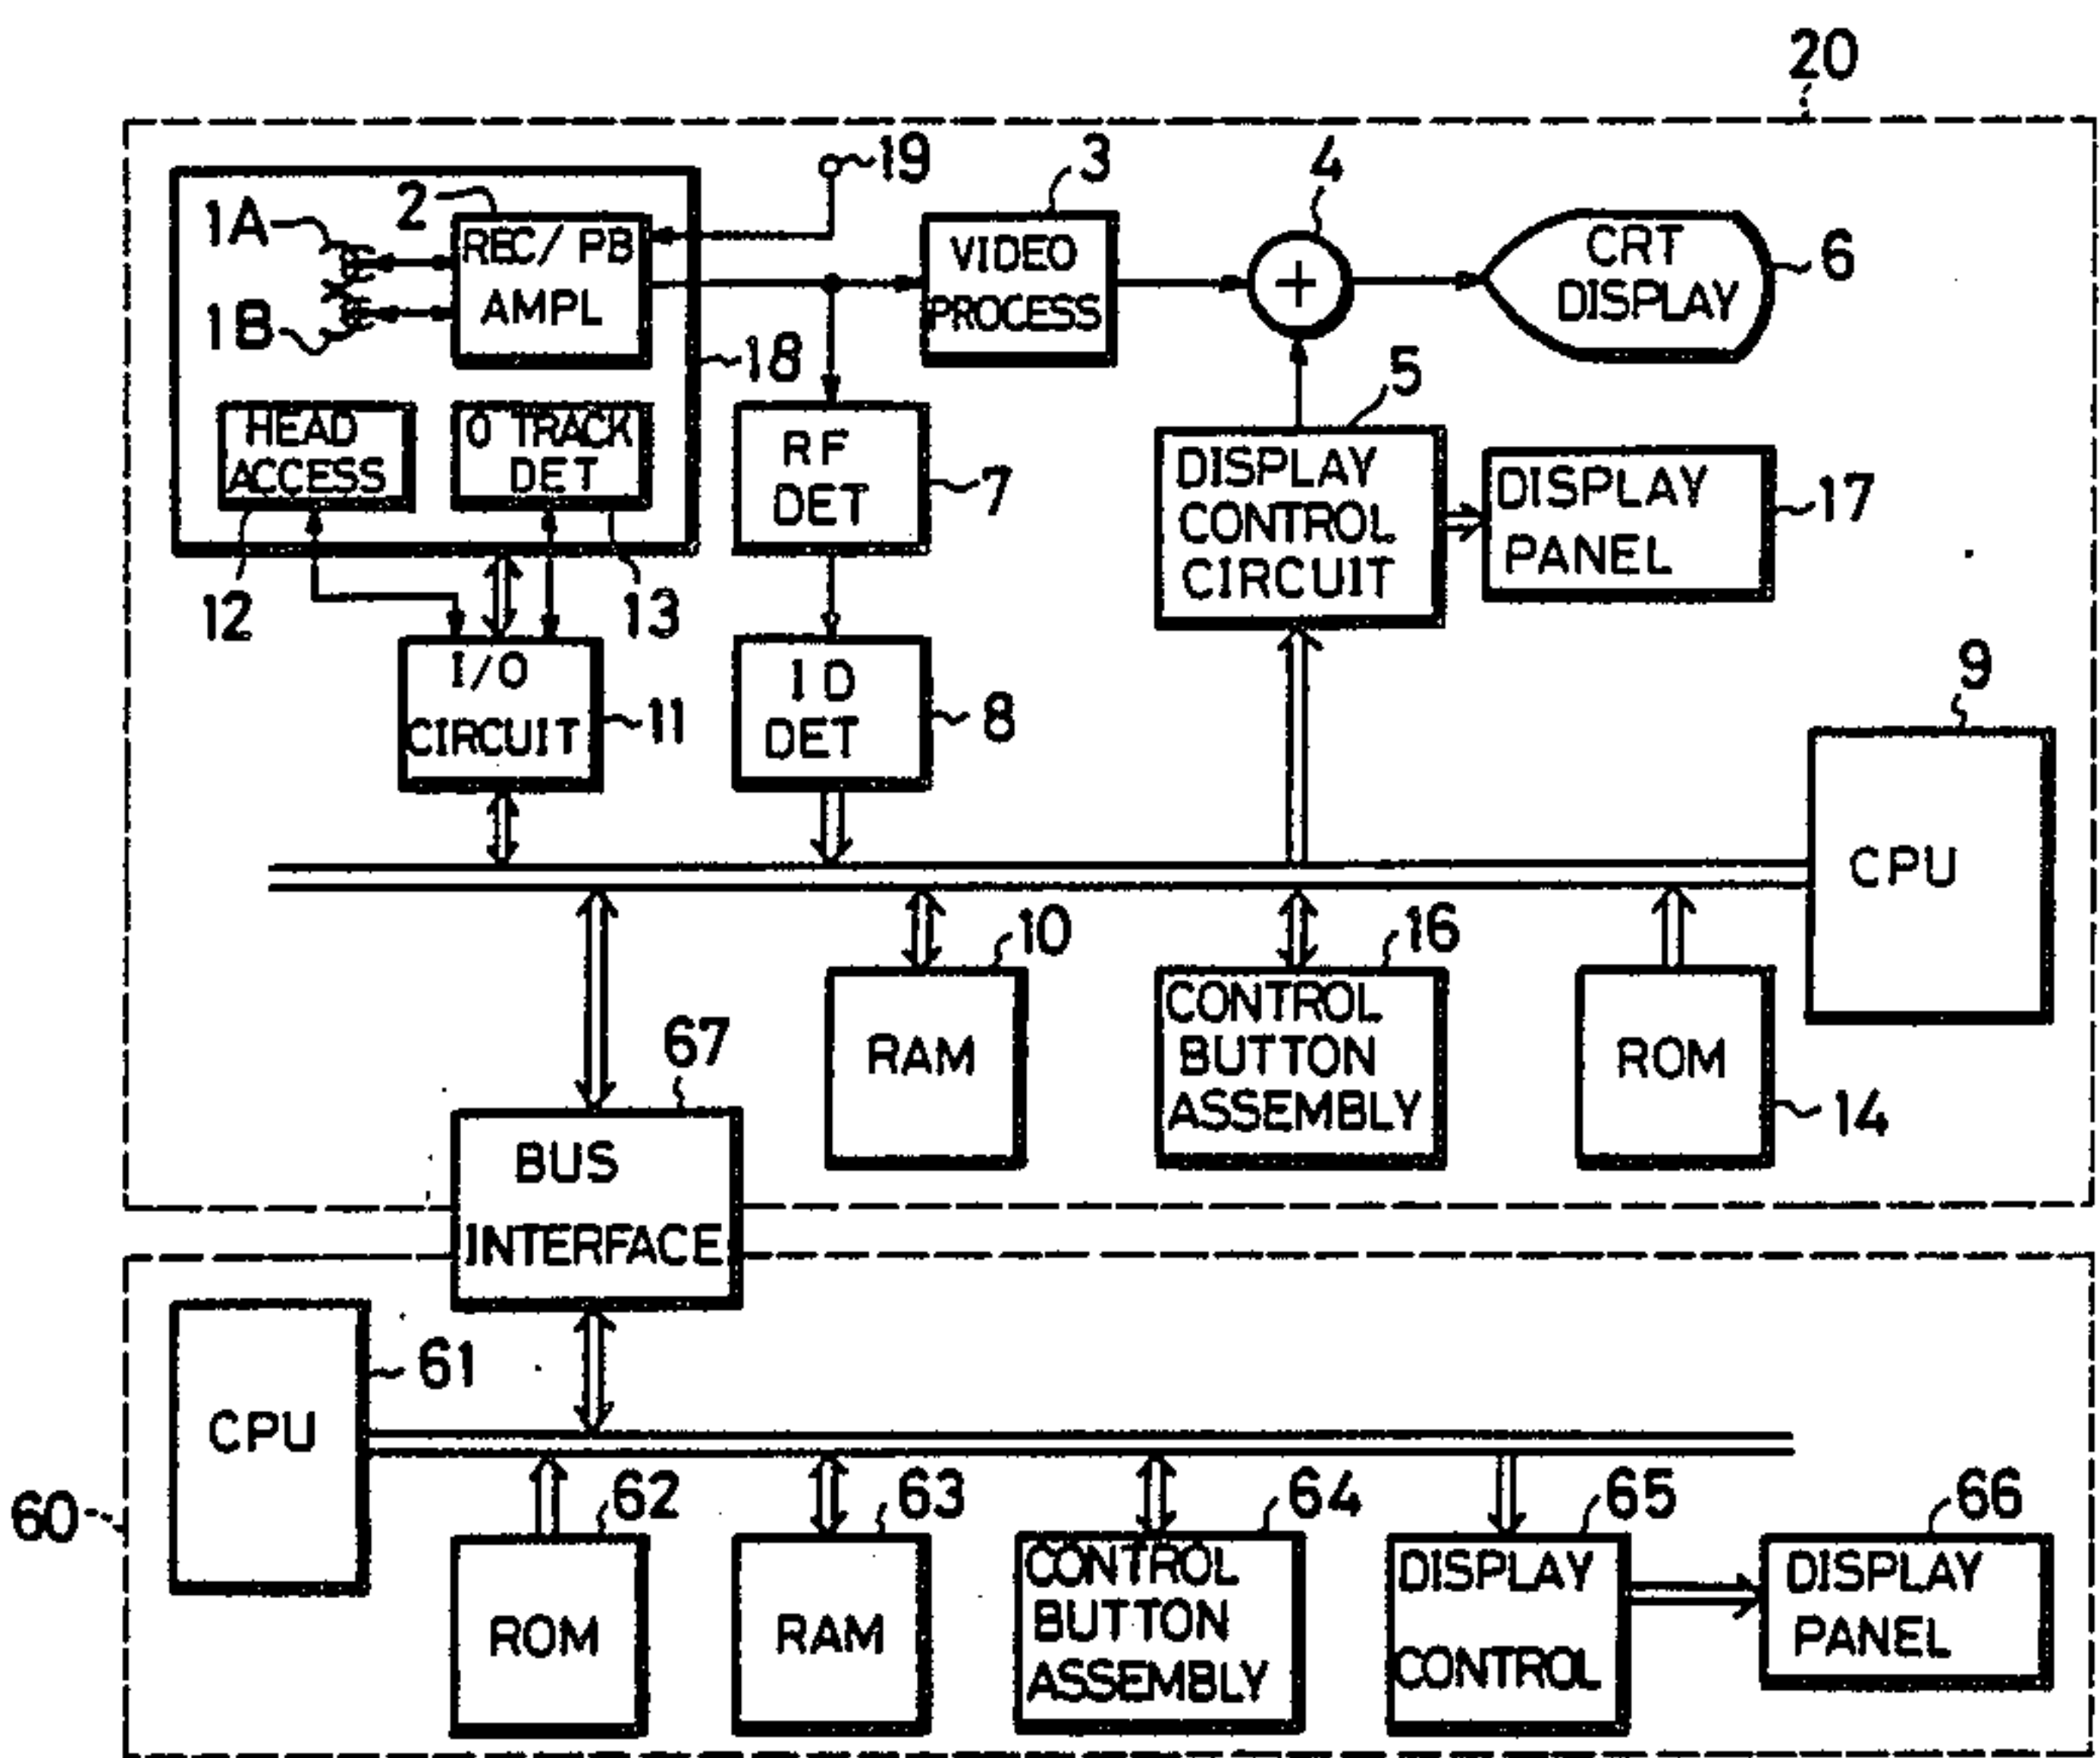 20
19
3
4
1A
2
REC/PB
AMPL
VIDEO
PROCESS
CRT
DISPLAY
6
1B
18
5
HEAD
ACCESS
0 TRACK
DET
RF
DET
7
DISPLAY
CONTROL
CIRCUIT
DISPLAY
PANEL
17
12
13
I/O
CIRCUIT
11
ID
DET
8
9
CPU
10
16
RAM
CONTROL
BUTTON
ASSEMBLY
ROM
14
67
BUS
INTERFACE
61
CPU
60
62
63
64
65
66
ROM
RAM
CONTROL
BUTTON
ASSEMBLY
DISPLAY
CONTROL
DISPLAY
PANEL